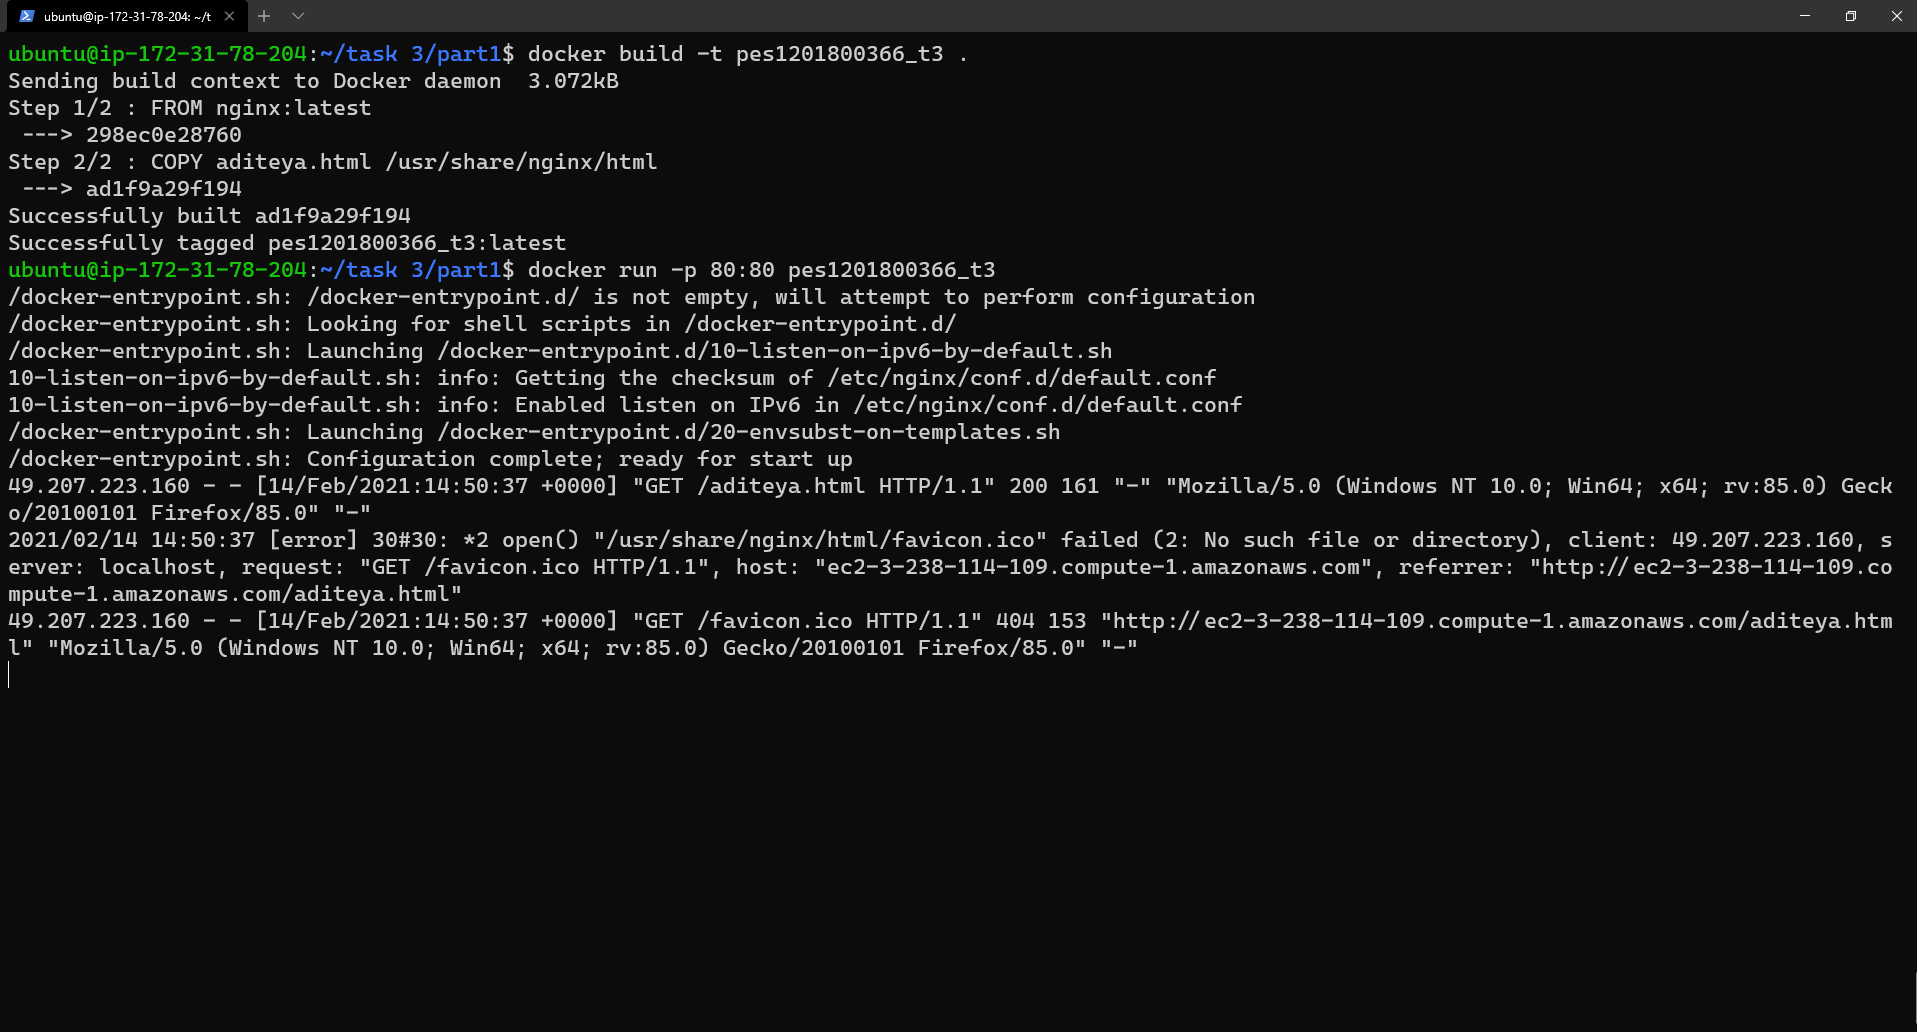 ubuntu@ip-172-31-78-204: ~/t
ubuntu@ip-172-31-78-204:~/task 3/part1$ docker build -t pes1201800366_t3 .
Sending build context to Docker daemon  3.072kB
Step 1/2 : FROM nginx:latest
 ---> 298ec0e28760
Step 2/2 : COPY aditeya.html /usr/share/nginx/html
 ---> ad1f9a29f194
Successfully built ad1f9a29f194
Successfully tagged pes1201800366_t3:latest
ubuntu@ip-172-31-78-204:~/task 3/part1$ docker run -p 80:80 pes1201800366_t3
/docker-entrypoint.sh: /docker-entrypoint.d/ is not empty, will attempt to perform configuration
/docker-entrypoint.sh: Looking for shell scripts in /docker-entrypoint.d/
/docker-entrypoint.sh: Launching /docker-entrypoint.d/10-listen-on-ipv6-by-default.sh
10-listen-on-ipv6-by-default.sh: info: Getting the checksum of /etc/nginx/conf.d/default.conf
10-listen-on-ipv6-by-default.sh: info: Enabled listen on IPv6 in /etc/nginx/conf.d/default.conf
/docker-entrypoint.sh: Launching /docker-entrypoint.d/20-envsubst-on-templates.sh
/docker-entrypoint.sh: Configuration complete; ready for start up
49.207.223.160 - - [14/Feb/2021:14:50:37 +0000] "GET /aditeya.html HTTP/1.1" 200 161 "-" "Mozilla/5.0 (Windows NT 10.0; Win64; x64; rv:85.0) Geck
o/20100101 Firefox/85.0" "-"
2021/02/14 14:50:37 [error] 30#30: *2 open() "/usr/share/nginx/html/favicon.ico" failed (2: No such file or directory), client: 49.207.223.160, s
erver: localhost, request: "GET /favicon.ico HTTP/1.1", host: "ec2-3-238-114-109.compute-1.amazonaws.com", referrer: "http://ec2-3-238-114-109.co
mpute-1.amazonaws.com/aditeya.html"
49.207.223.160 - - [14/Feb/2021:14:50:37 +0000] "GET /favicon.ico HTTP/1.1" 404 153 "http://ec2-3-238-114-109.compute-1.amazonaws.com/aditeya.htm
l" "Mozilla/5.0 (Windows NT 10.0; Win64; x64; rv:85.0) Gecko/20100101 Firefox/85.0" "-"